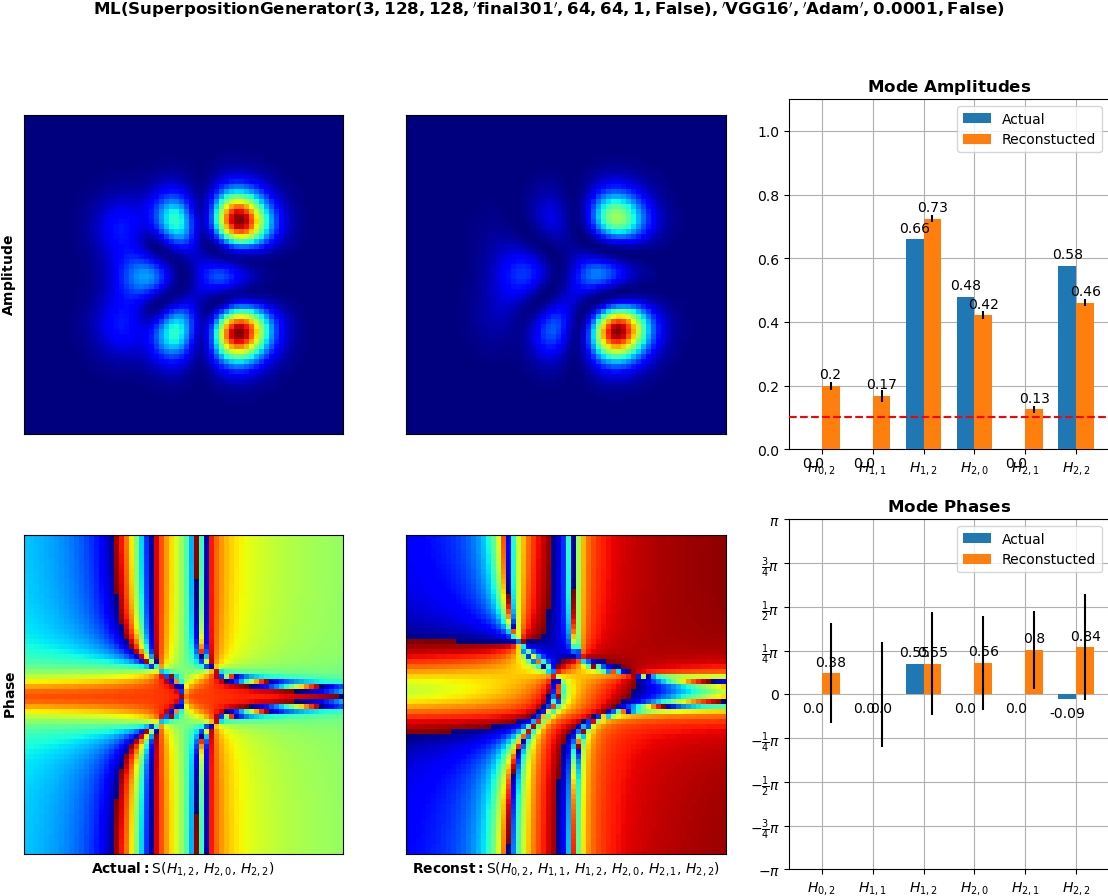 ML(SuperpositionGenerator(3, 128, 128, ′final301′, 64, 64, 1, False), ′VGG16′, ′Adam′, 0.0001, False)
Amplitude
Mode Amplitudes
Actual
Reconstucted
1.0
0.8
0.6
0.4
0.2
0.0
0.0
0.2
0.0
0.17
0.66
0.73
0.48
0.42
0.0
0.13
0.58
0.46
H0, 2
H1, 1
H1, 2
H2, 0
H2, 1
H2, 2
Phase
Actual: S(H1, 2, H2, 0, H2, 2)
Reconst: S(H0, 2, H1, 1, H1, 2, H2, 0, H2, 1, H2, 2)
Mode Phases
Actual
Reconstucted
π
3/4π
1/2π
1/4π
0
−1/4π
−1/2π
−3/4π
−π
0.0
0.38
0.0
0.0
0.55
0.55
0.0
0.56
0.0
0.8
-0.09
0.84
H0, 2
H1, 1
H1, 2
H2, 0
H2, 1
H2, 2